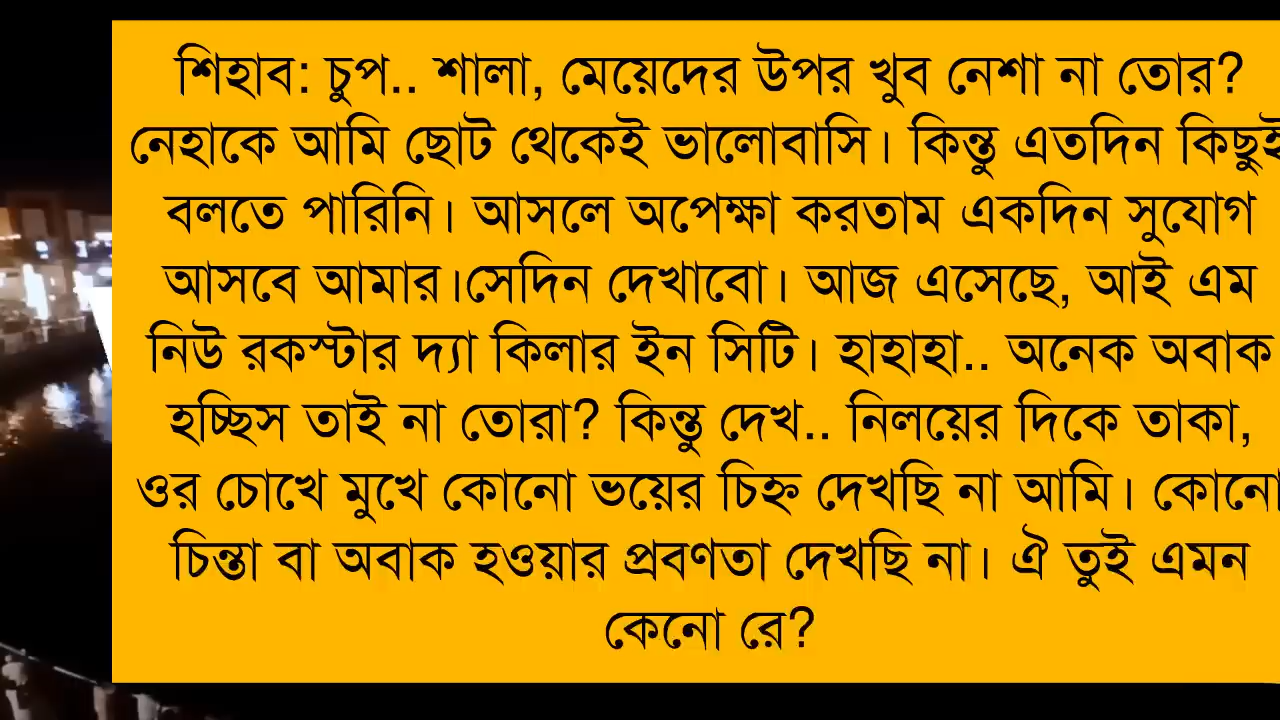 শিহাব: চুপ.. শালা, মেয়েদের উপর খুব নেশা না তোর?
নেহাকে আমি ছোট থেকেই ভালোবাসি। কিন্তু এতদিন কিছুই
বলতে পারিনি। আসলে অপেক্ষা করতাম একদিন সুযোগ
আসবে আমার।সেদিন দেখাবো। আজ এসেছে, আই এম
নিউ রকস্টার দ্যা কিলার ইন সিটি। হাহাহা.. অনেক অবাক
হচ্ছিস তাই না তোরা? কিন্তু দেখ.. নিলয়ের দিকে তাকা,
ওর চোখে মুখে কোনো ভয়ের চিহ্ন দেখছি না আমি। কোনো
চিন্তা বা অবাক হওয়ার প্রবণতা দেখছি না। ঐ তুই এমন
কেনো রে?